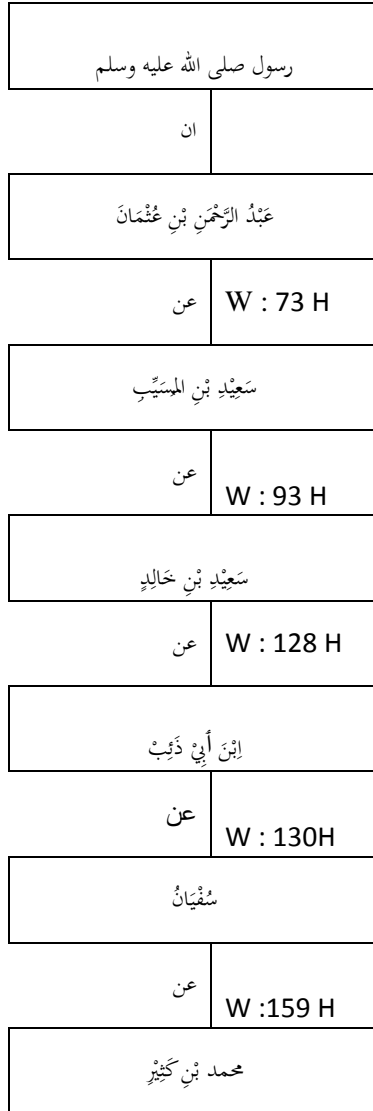 رسول صلى الله عليه وسلم
ان
عَبْدُ الرَّحْمَنِ بْنِ عُثْمَانَ
عن W : 73 H
سَعِيْدِ بْنِ المُسَيِّبِ
عن
W : 93 H
سَعِيْدِ بْنِ خَالِدٍ
عن W : 128 H
اِبْنَ أَبِيْ ذَئِبْ
عن
W : 130H
سُفْيَانُ
عن
W :159 H
محمد بْنِ كَثِيْرِ